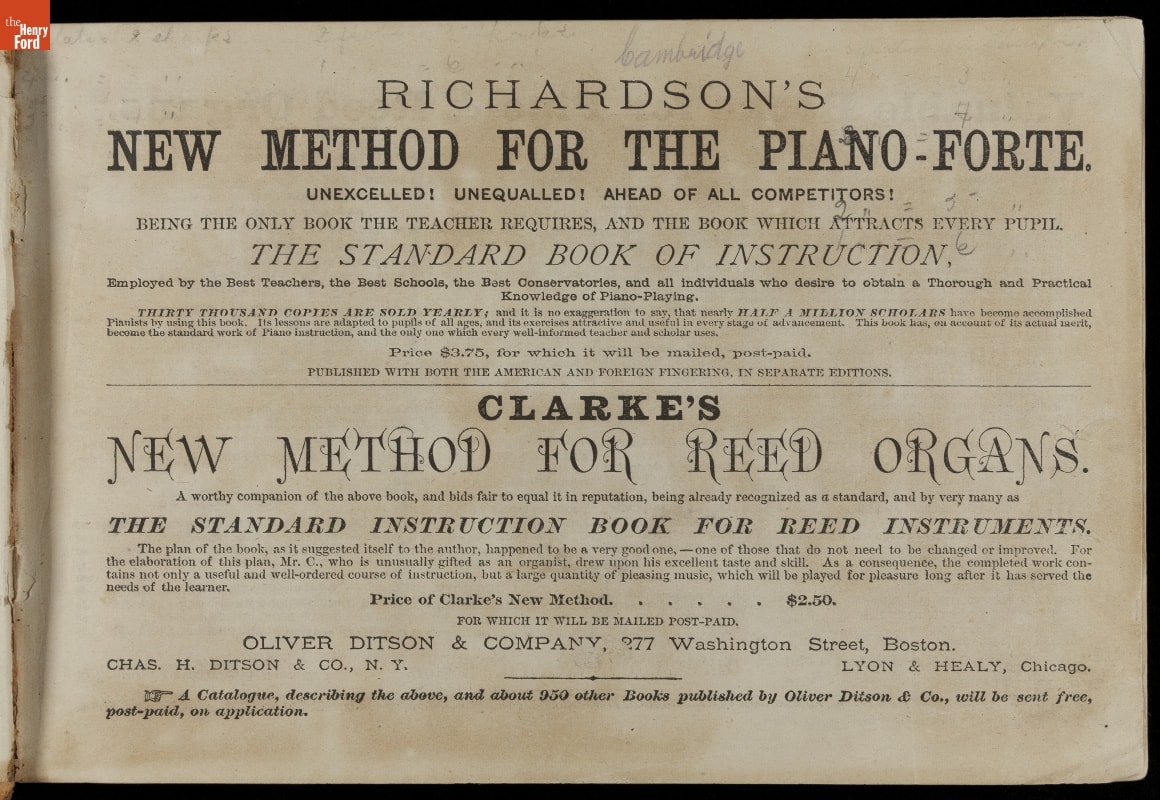 the
Henry
Ford
Cambridge
RICHARDSON'S
NEW METHOD FOR THE PIANO-FORTE.
UNEXCELLED! UNEQUALLED! AHEAD OF ALL COMPETITORS!
BEING THE ONLY BOOK THE TEACHER REQUIRES, AND THE BOOK WHICH ATTRACTS EVERY PUPIL.
THE STANDARD BOOK OF INSTRUCTION,
Employed by the Best Teachers, the Best Schools, the Best Conservatories, and all individuals who desire to obtain a Thorough and Practical
Knowledge of Piano-Playing.
THIRTY THOUSAND COPIES ARE SOLD YEARLY; and it is no exaggeration to say, that nearly HALF A MILLION SCHOLARS have become accomplished
Pianists by using this book. Its lessons are adapted to pupils of all ages, and its exercises attractive and useful in every stage of advancement. This book has, on account of its actual merit,
become the standard work of Piano instruction, and the only one which every well-informed teacher and scholar uses.
Price $3.75, for which it will be mailed, post-paid.
PUBLISHED WITH BOTH THE AMERICAN AND FOREIGN FINGERING, IN SEPARATE EDITIONS.
CLARKE'S
NEW METHOD FOR REED ORGANS.
A worthy companion of the above book, and bids fair to equal it in reputation, being already recognized as a standard, and by very many as
THE STANDARD INSTRUCTION BOOK FOR REED INSTRUMENTS.
The plan of the book, as it suggested itself to the author, happened to be a very good one, — one of those that do not need to be changed or improved. For
the elaboration of this plan, Mr. C., who is unusually gifted as an organist, drew upon his excellent taste and skill. As a consequence, the completed work con-
tains not only a useful and well-ordered course of instruction, but a large quantity of pleasing music, which will be played for pleasure long after it has served the
needs of the learner.
Price of Clarke's New Method. . . . . . $2.50.
FOR WHICH IT WILL BE MAILED POST-PAID.
OLIVER DITSON & COMPANY, 277 Washington Street, Boston.
CHAS. H. DITSON & CO., N. Y. LYON & HEALY, Chicago.
☞ A Catalogue, describing the above, and about 950 other Books published by Oliver Ditson & Co., will be sent free,
post-paid, on application.